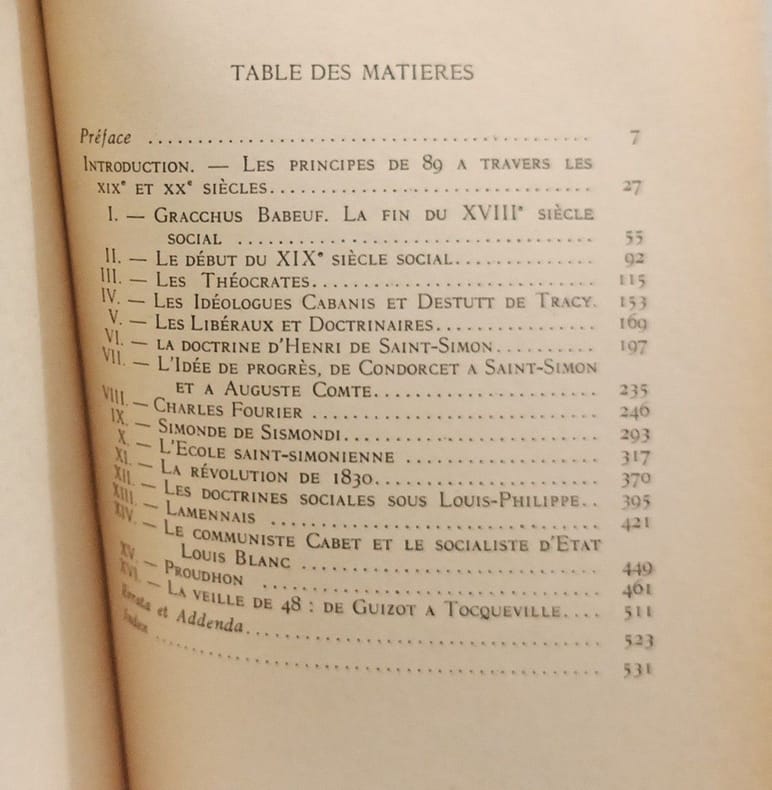 TABLE DES MATIERES
Préface ........................................ 7
INTRODUCTION. — LES PRINCIPES DE 89 A TRAVERS LES
XIXe ET XXe SIÈCLES................................ 27
I. — GRACCHUS BABEUF. LA FIN DU XVIIIe SIÈCLE
SOCIAL .................................... 55
II. — LE DÉBUT DU XIXe SIÈCLE SOCIAL.............. 92
III. — LES THÉOCRATES............................ 115
IV. — LES IDÉOLOGUES CABANIS ET DESTUTT DE TRACY. 153
V. — LES LIBÉRAUX ET DOCTRINAIRES................ 169
VI. — LA DOCTRINE D'HENRI DE SAINT-SIMON.......... 197
VII. — L'IDÉE DE PROGRÈS, DE CONDORCET A SAINT-SIMON
ET A AUGUSTE COMTE....................... 235
VIII. — CHARLES FOURIER ............................. 246
IX. — SIMONDE DE SISMONDI......................... 293
X. — L'ECOLE SAINT-SIMONIENNE .................... 317
XI. — LA RÉVOLUTION DE 1830....................... 370
XII. — LES DOCTRINES SOCIALES SOUS LOUIS-PHILIPPE.. 395
XIII. — LAMENNAIS ................................. 421
XIV. — LE COMMUNISTE CABET ET LE SOCIALISTE D'ETAT
LOUIS BLANC ............................... 449
XV. — PROUDHON .................................. 461
XVI. — LA VEILLE DE 48 : DE GUIZOT A TOCQUEVILLE.... 511
Errata et Addenda.................................... 523
Index ............................................. 531